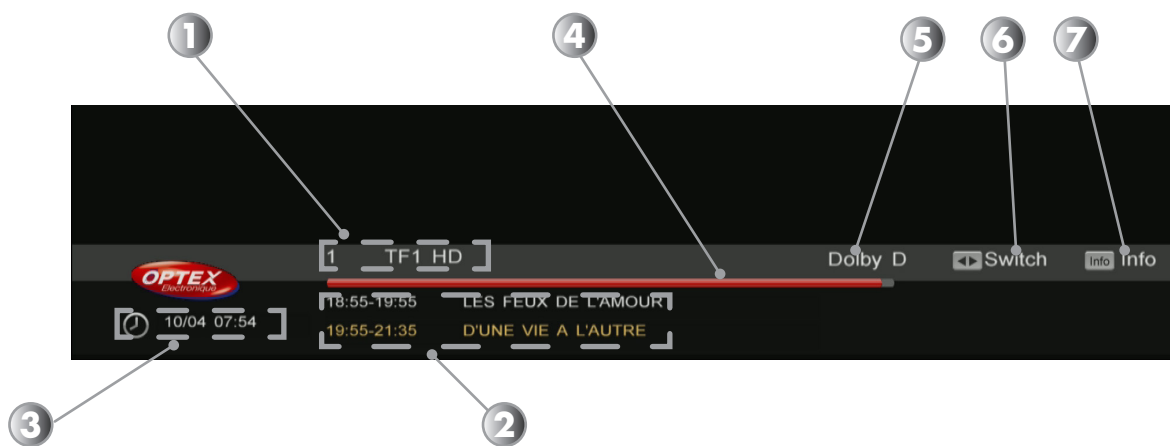 1
4
5
6
7
1 TF1 HD
Dolby D
Switch
Info Info
OPTEX
Electronique
18:55-19:55 LES FEUX DE L'AMOUR
10/04 07:54
19:55-21:35 D'UNE VIE A L'AUTRE
3
2